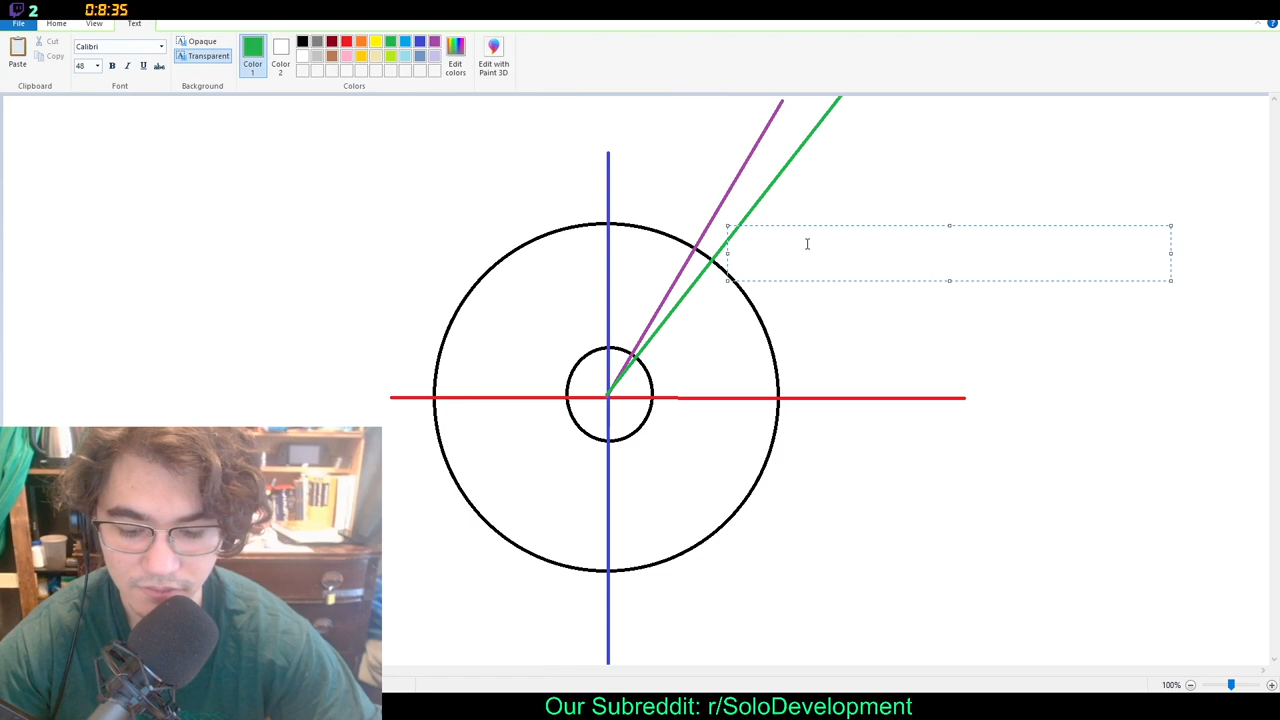 2
0:8:35
File Home View Text
Paste
Cut
Copy
Clipboard
Calibri
48 B I U abc
Font
Opaque
Transparent
Background
Color 1
Color 2
Edit colors
Colors
Edit with Paint 3D
100%
Our Subreddit: r/SoloDevelopment